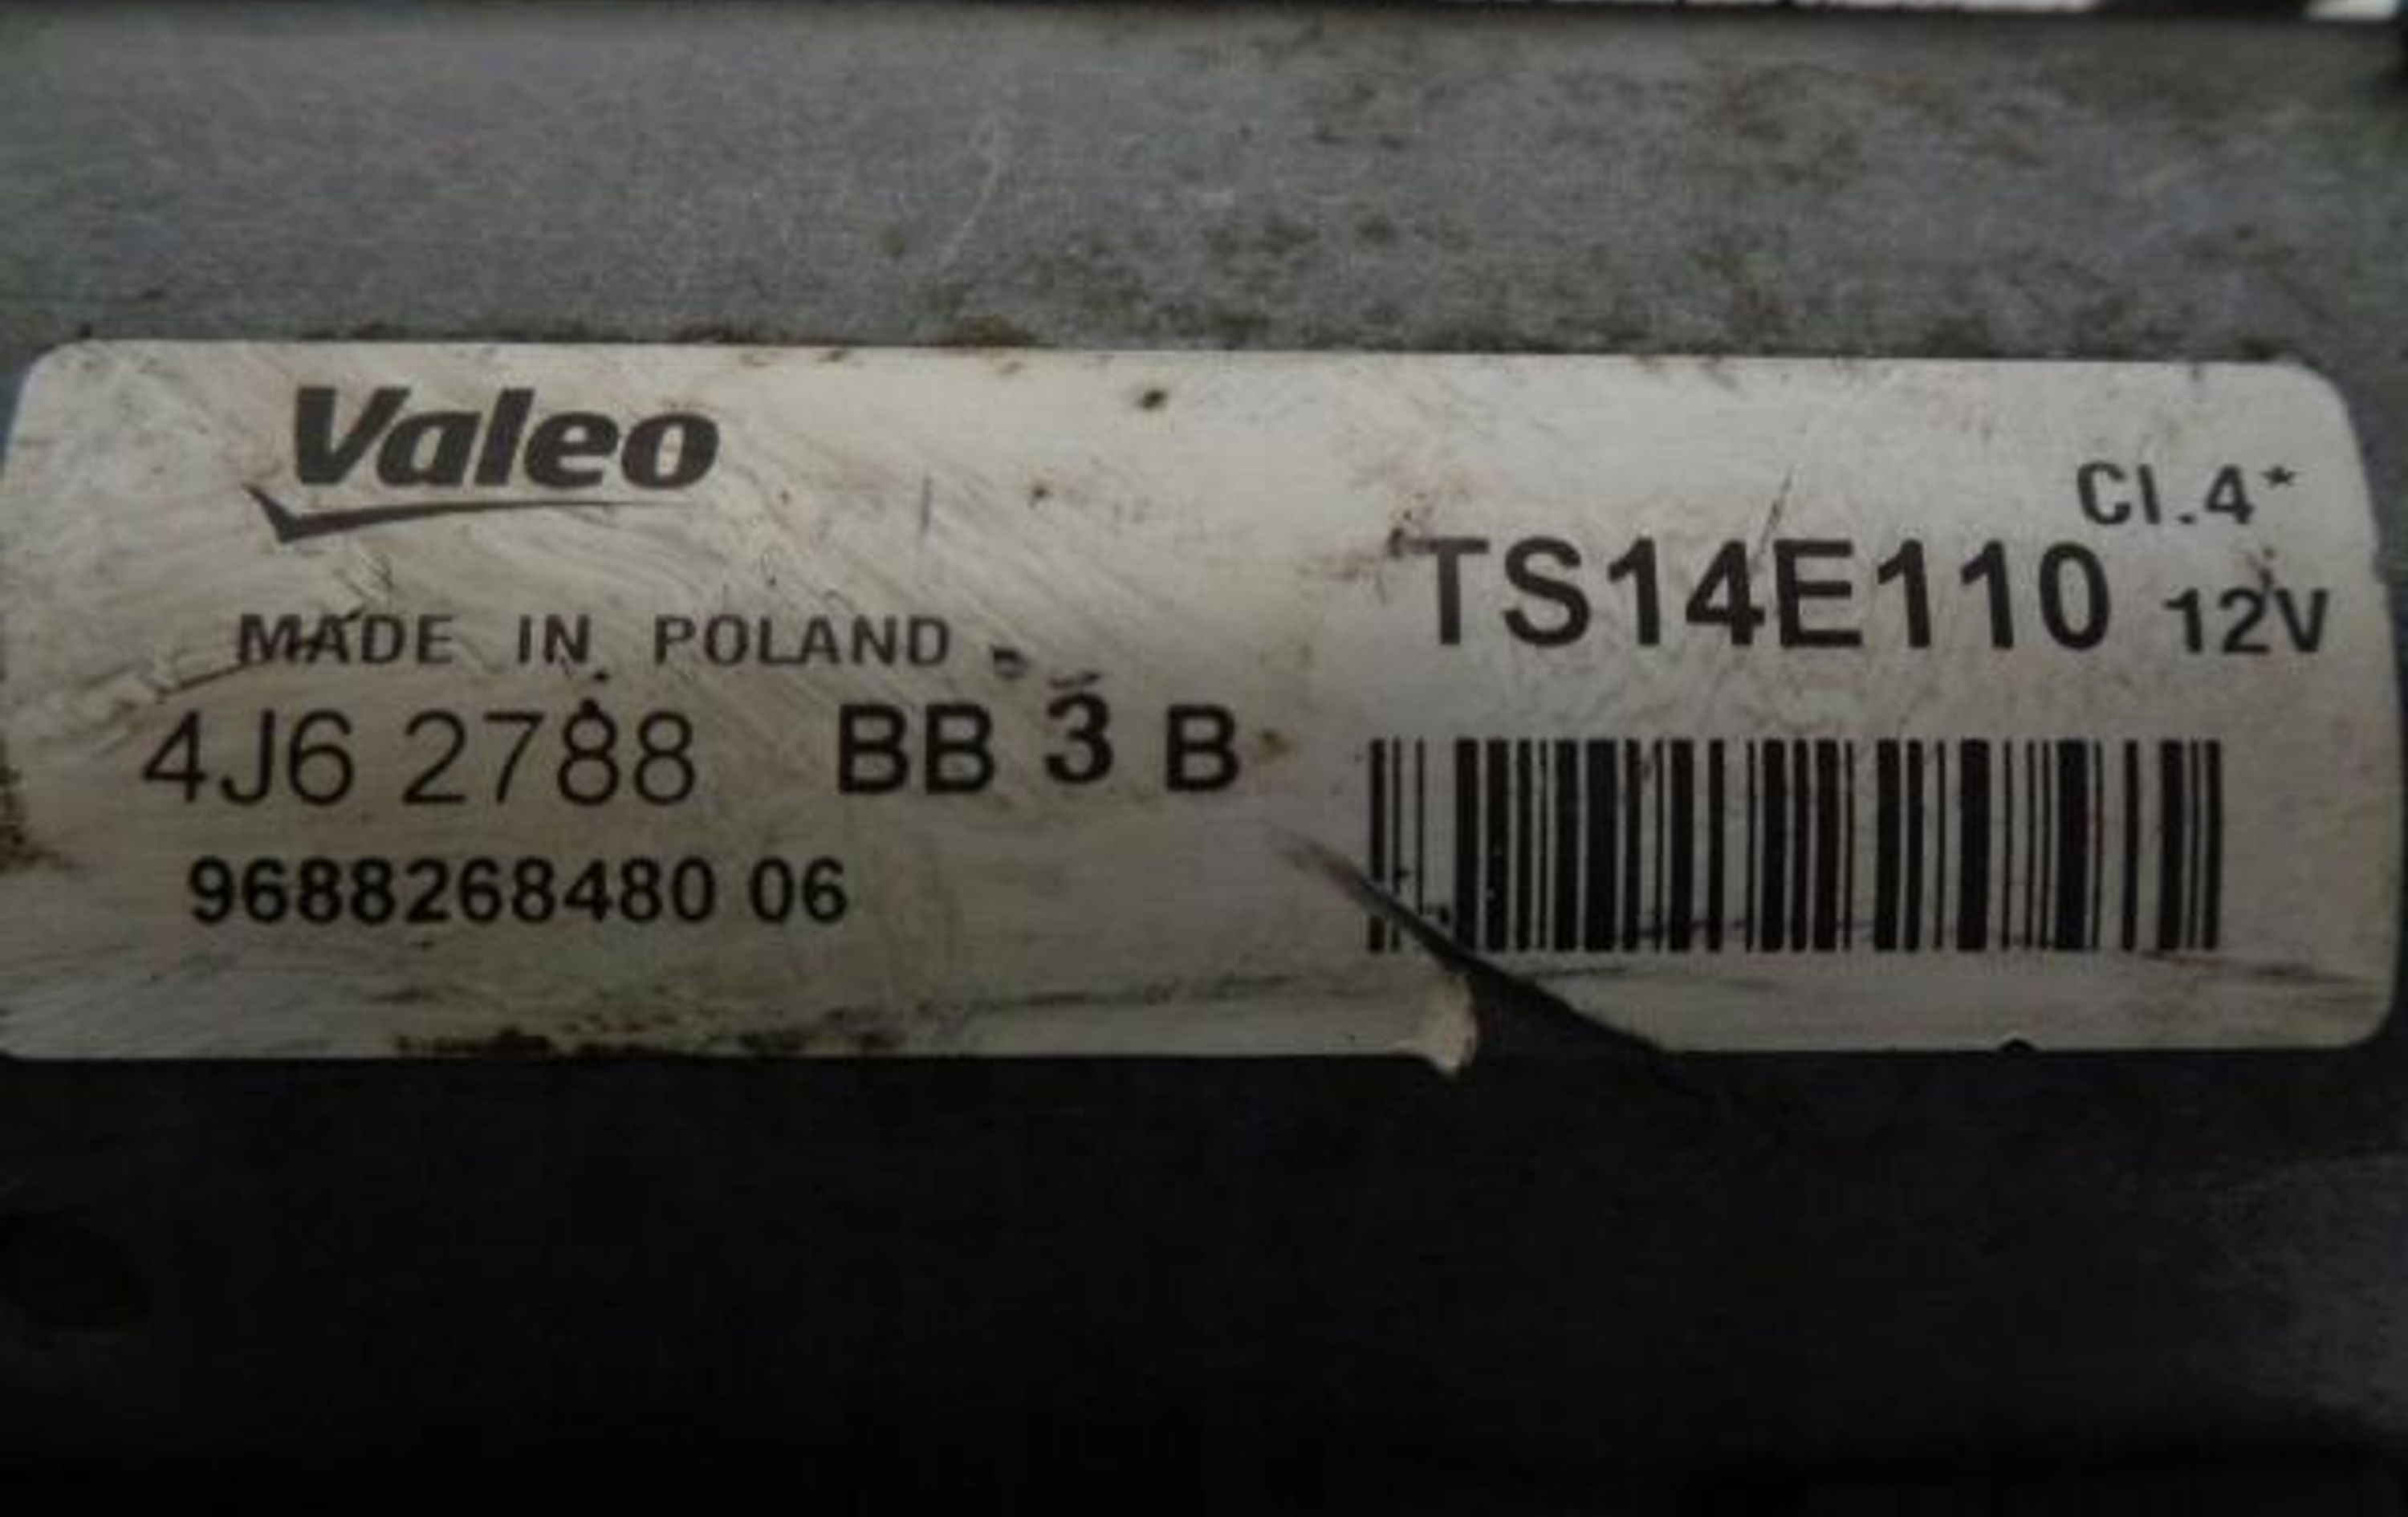 Valeo
MADE IN POLAND
4J6 2788 BB 3 B
9688268480 06
Cl.4*
TS14E110 12V